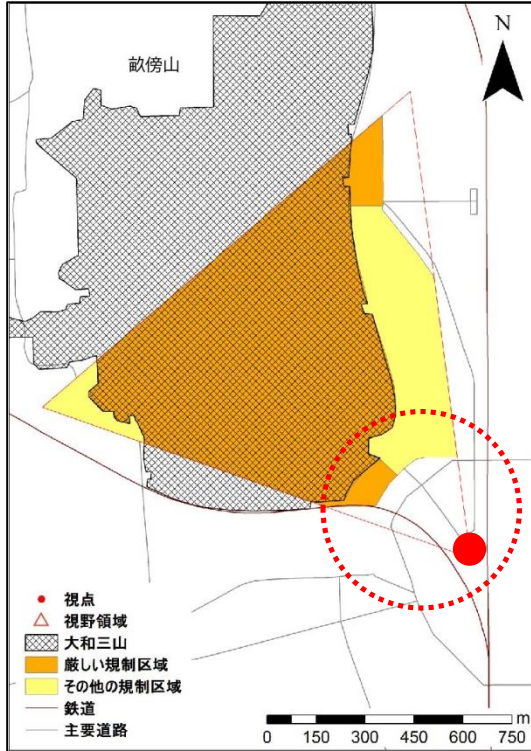 畝傍山
N
視点
視野領域
大和三山
厳しい規制区域
その他の規制区域
鉄道
主要道路
m
0 150 300 450 600 750